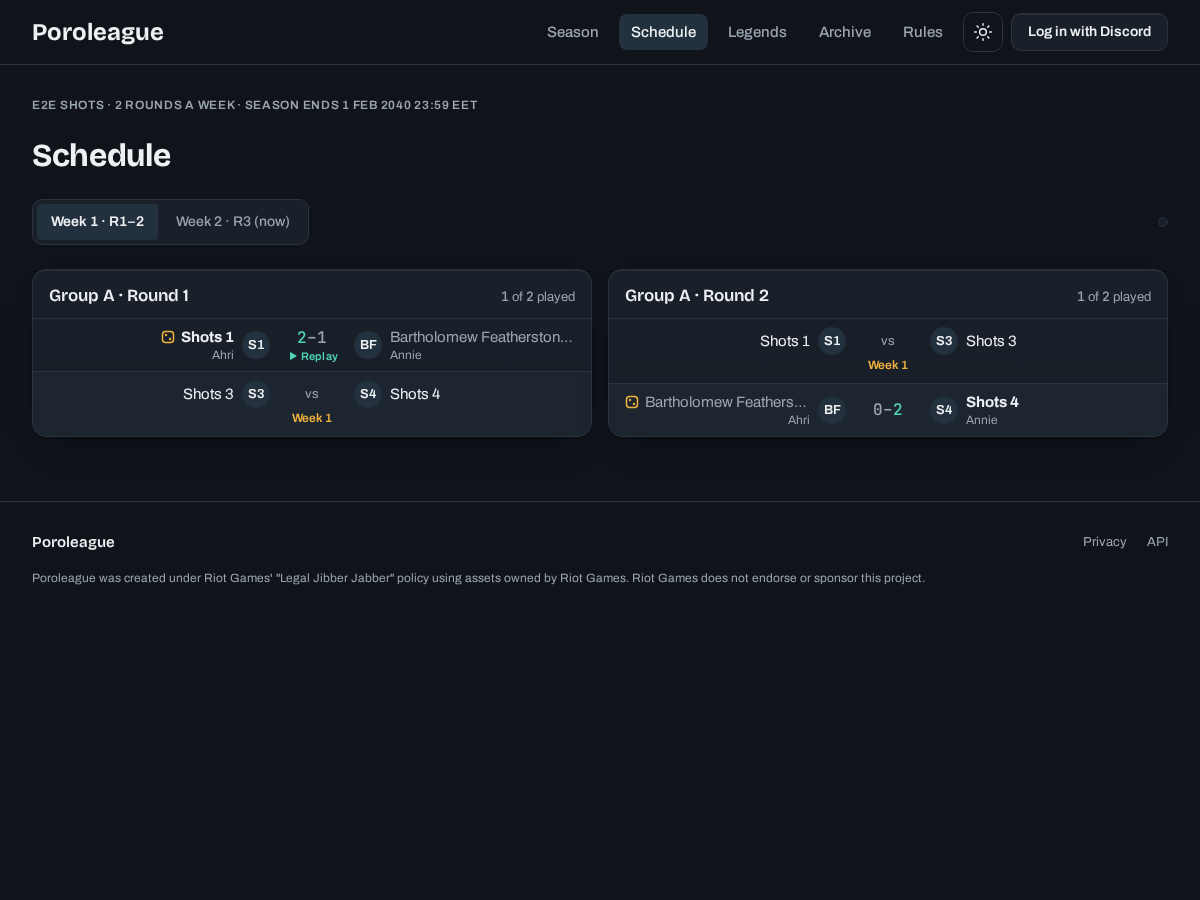 Poroleague
Season
Schedule
Legends
Archive
Rules
Log in with Discord
E2E SHOTS · 2 ROUNDS A WEEK · SEASON ENDS 1 FEB 2040 23:59 EET
Schedule
Week 1 · R1–2
Week 2 · R3 (now)
Group A · Round 1
1 of 2 played
Shots 1
Ahri
S1
2–1
Replay
BF
Bartholomew Featherston...
Annie
Shots 3
S3
vs
Week 1
S4
Shots 4
Group A · Round 2
1 of 2 played
Shots 1
S1
vs
Week 1
S3
Shots 3
Bartholomew Feathers...
Ahri
BF
0–2
S4
Shots 4
Annie
Poroleague
Privacy
API
Poroleague was created under Riot Games' "Legal Jibber Jabber" policy using assets owned by Riot Games. Riot Games does not endorse or sponsor this project.